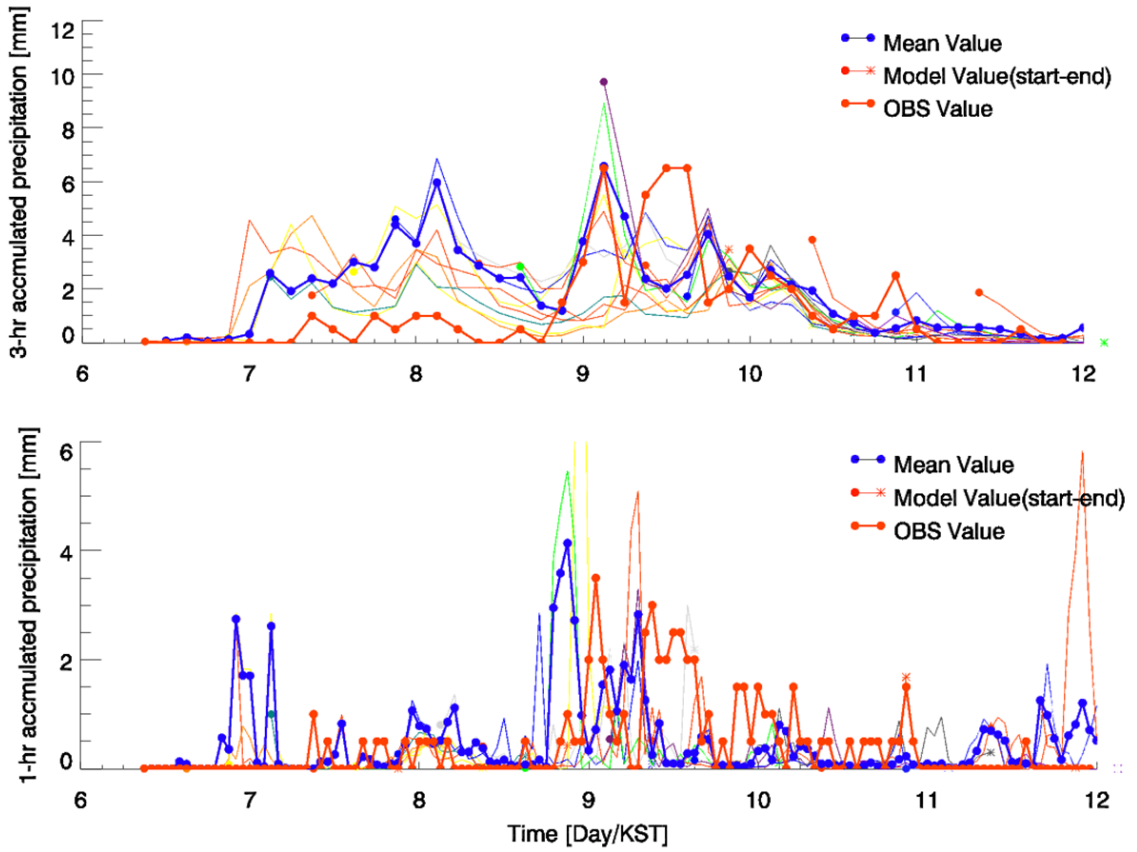 3-hr accumulated precipitation [mm]
12
10
8
6
4
2
0
Mean Value
Model Value(start-end)
OBS Value
6 7 8 9 10 11 12
1-hr accmulated precipitation [mm]
6
4
2
0
Mean Value
Model Value(start-end)
OBS Value
6 7 8 9 10 11 12
Time [Day/KST]